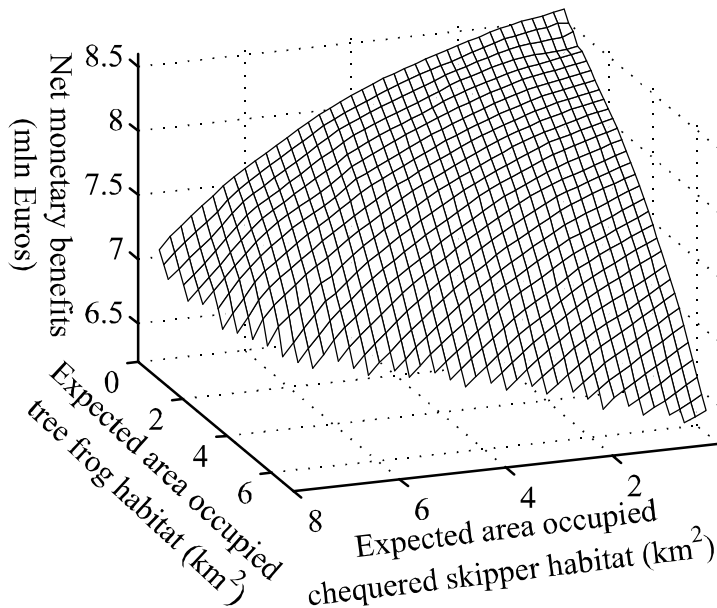 8.5
8
7.5
7
6.5
Net monetary benefits
(mln Euros)
0
2
4
6
Expected area occupied
tree frog habitat (km²)
8
6
4
2
Expected area occupied
chequered skipper habitat (km²)